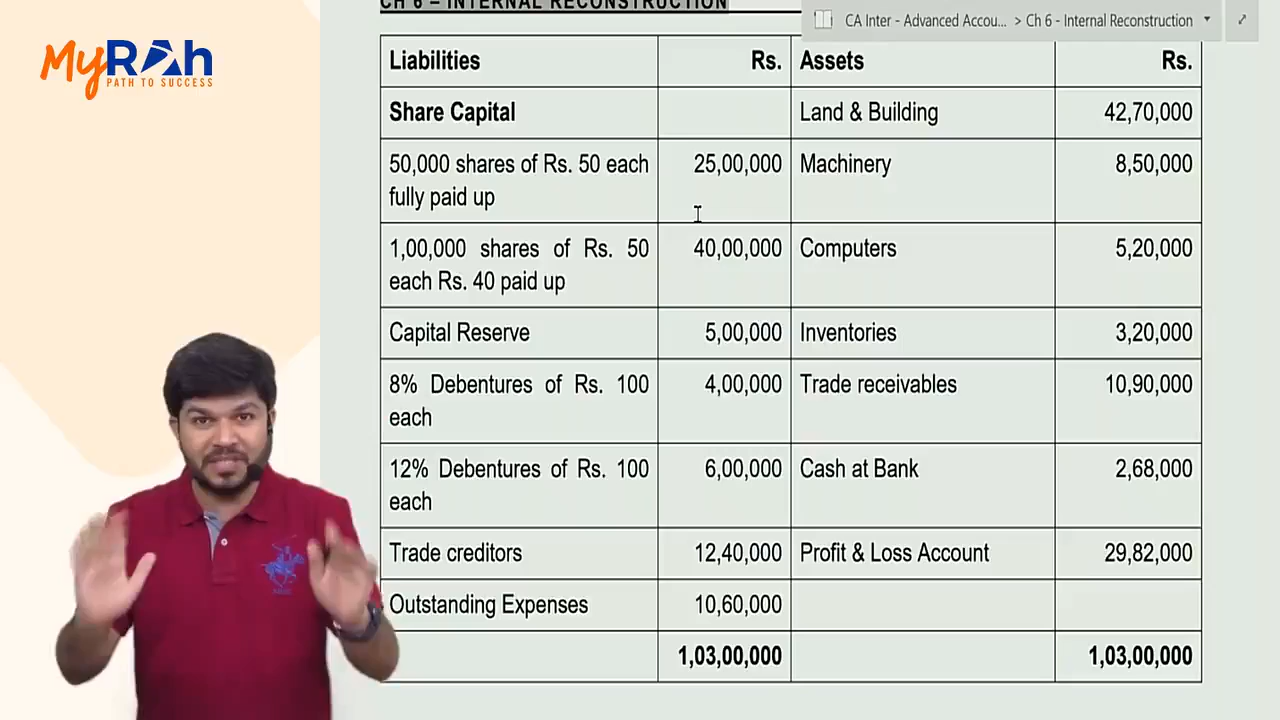 CH 6 – INTERNAL RECONSTRUCTION
CA Inter - Advanced Accou... > Ch 6 - Internal Reconstruction
MyRAh
PATH TO SUCCESS
Liabilities Rs. Assets Rs.
Share Capital Land & Building 42,70,000
50,000 shares of Rs. 50 each 25,00,000 Machinery 8,50,000
fully paid up
1,00,000 shares of Rs. 50 40,00,000 Computers 5,20,000
each Rs. 40 paid up
Capital Reserve 5,00,000 Inventories 3,20,000
8% Debentures of Rs. 100 4,00,000 Trade receivables 10,90,000
each
12% Debentures of Rs. 100 6,00,000 Cash at Bank 2,68,000
each
Trade creditors 12,40,000 Profit & Loss Account 29,82,000
Outstanding Expenses 10,60,000
1,03,00,000 1,03,00,000